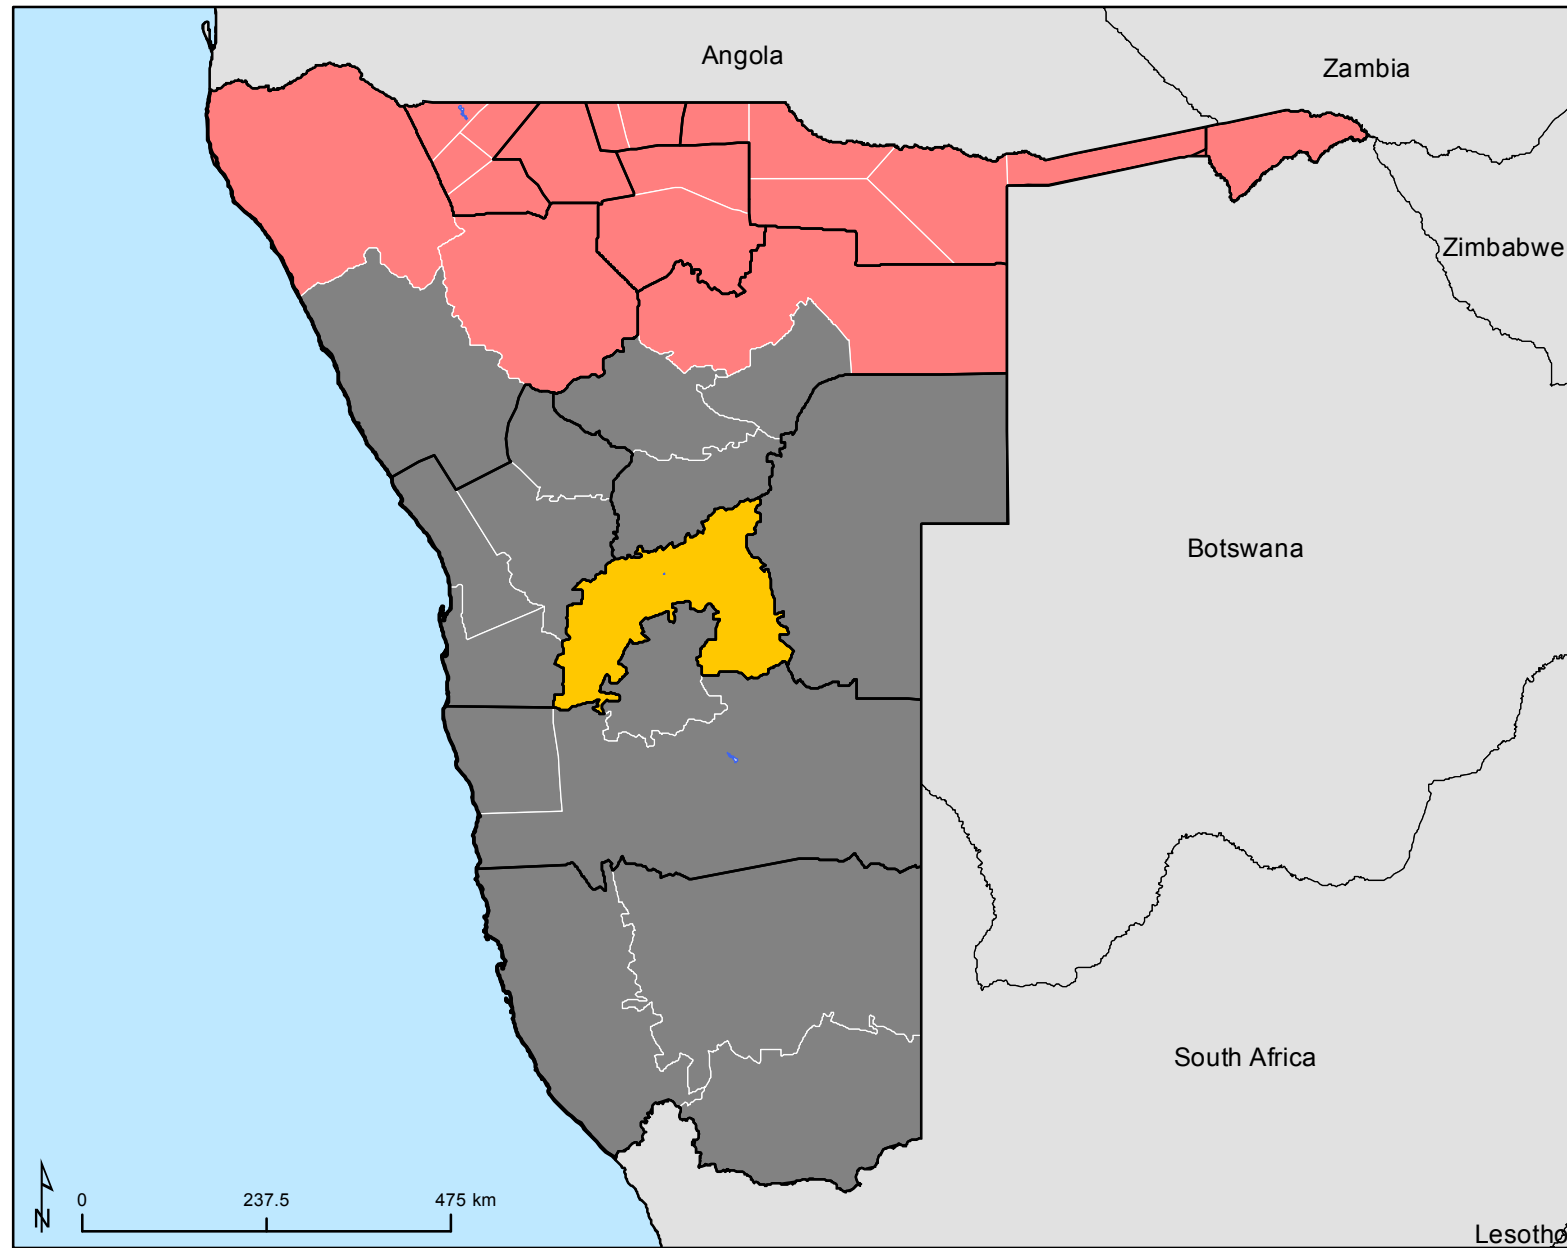 Angola
Zambia
Zimbabwe
Botswana
South Africa
N
0 237.5 475 km
Lesotho